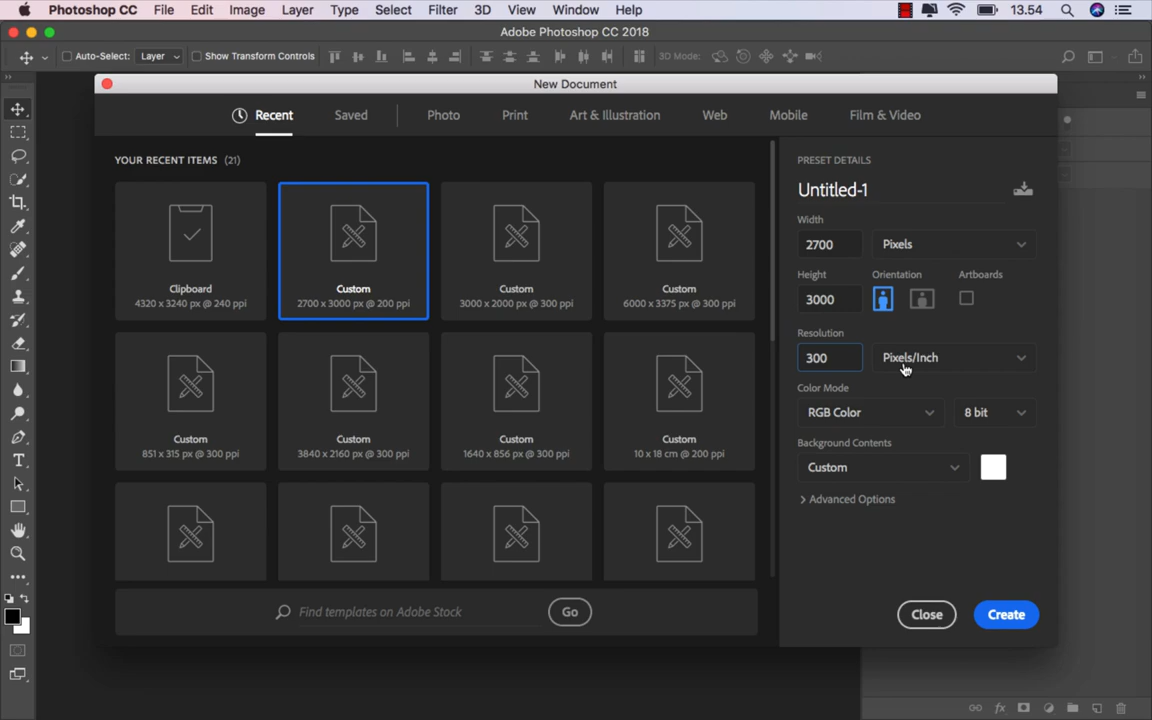 Photoshop CC File Edit Image Layer Type Select Filter 3D View Window Help 13.54
Adobe Photoshop CC 2018
Auto-Select: Layer Show Transform Controls 3D Mode:
New Document
Recent Saved Photo Print Art & Illustration Web Mobile Film & Video
YOUR RECENT ITEMS (21)
Clipboard
4320 x 3240 px @ 240 ppi
Custom
2700 x 3000 px @ 200 ppi
Custom
3000 x 2000 px @ 300 ppi
Custom
6000 x 3375 px @ 300 ppi
Custom
851 x 315 px @ 300 ppi
Custom
3840 x 2160 px @ 300 ppi
Custom
1640 x 856 px @ 300 ppi
Custom
10 x 18 cm @ 200 ppi
Find templates on Adobe Stock Go
PRESET DETAILS
Untitled-1
Width
2700 Pixels
Height Orientation Artboards
3000
Resolution
300 Pixels/Inch
Color Mode
RGB Color 8 bit
Background Contents
Custom
Advanced Options
Close Create
T
fx